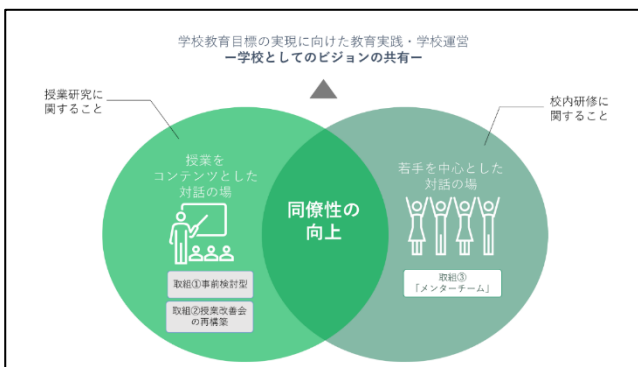 学校教育目標の実現に向けた教育実践・学校運営
ー学校としてのビジョンの共有ー
授業研究に
関すること
校内研修に
関すること
授業を
コンテンツとした
対話の場
若手を中心とした
対話の場
同僚性の
向上
取組①事前検討型
取組②授業改善会
の再構築
取組③
「メンターチーム」